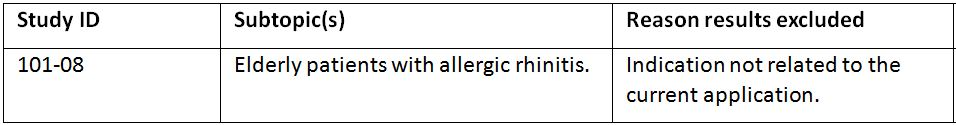 Study ID Subtopic(s) Reason results excluded
101-08 Elderly patients with allergic rhinitis. Indication not related to the
current application.